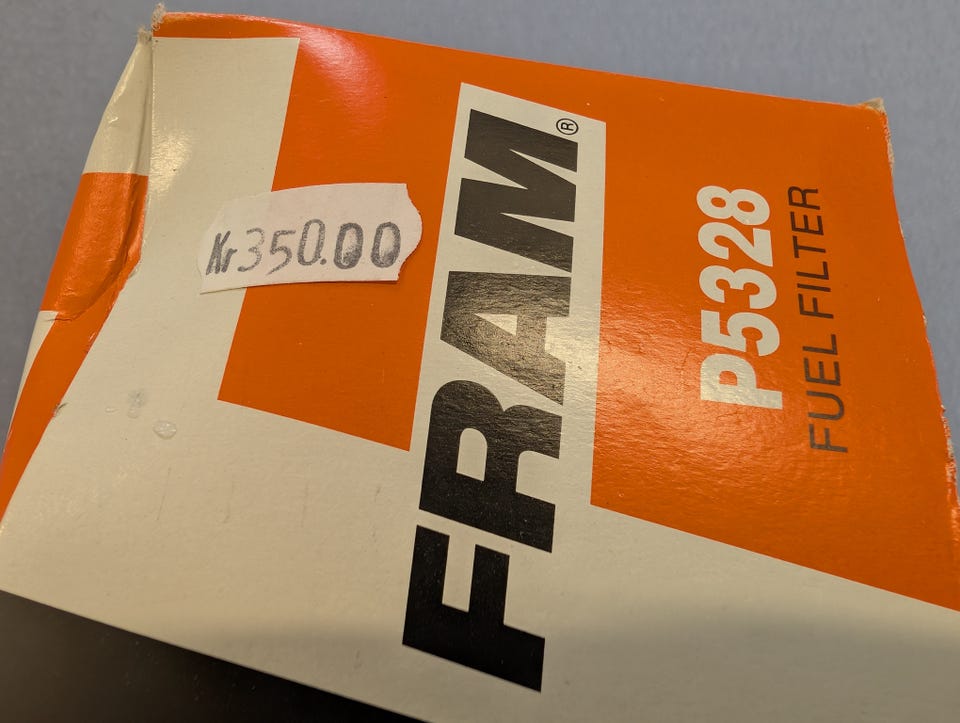 Kr350.00
FRAM®
P5328
FUEL FILTER